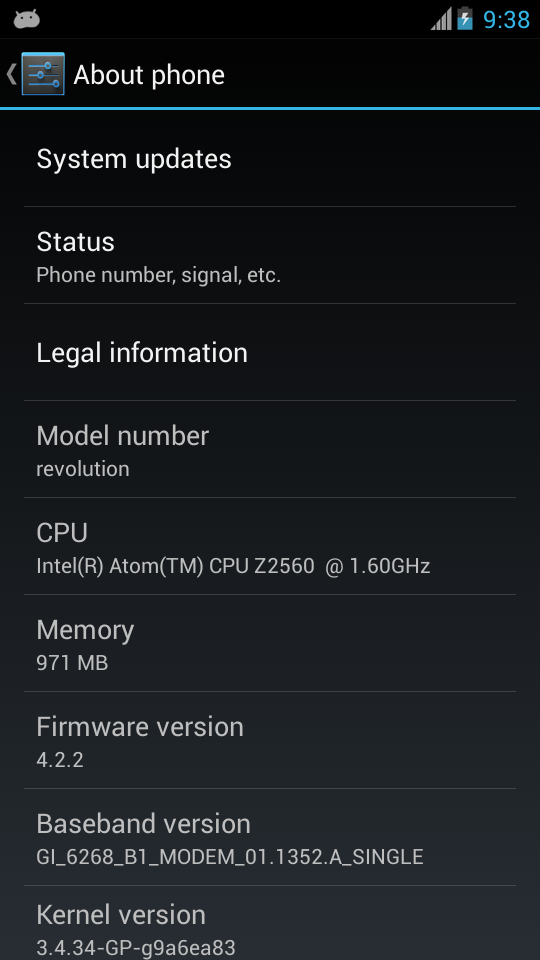 9:38
About phone
System updates
Status
Phone number, signal, etc.
Legal information
Model number
revolution
CPU
Intel(R) Atom(TM) CPU Z2560  @ 1.60GHz
Memory
971 MB
Firmware version
4.2.2
Baseband version
GI_6268_B1_MODEM_01.1352.A_SINGLE
Kernel version
3.4.34-GP-g9a6ea83